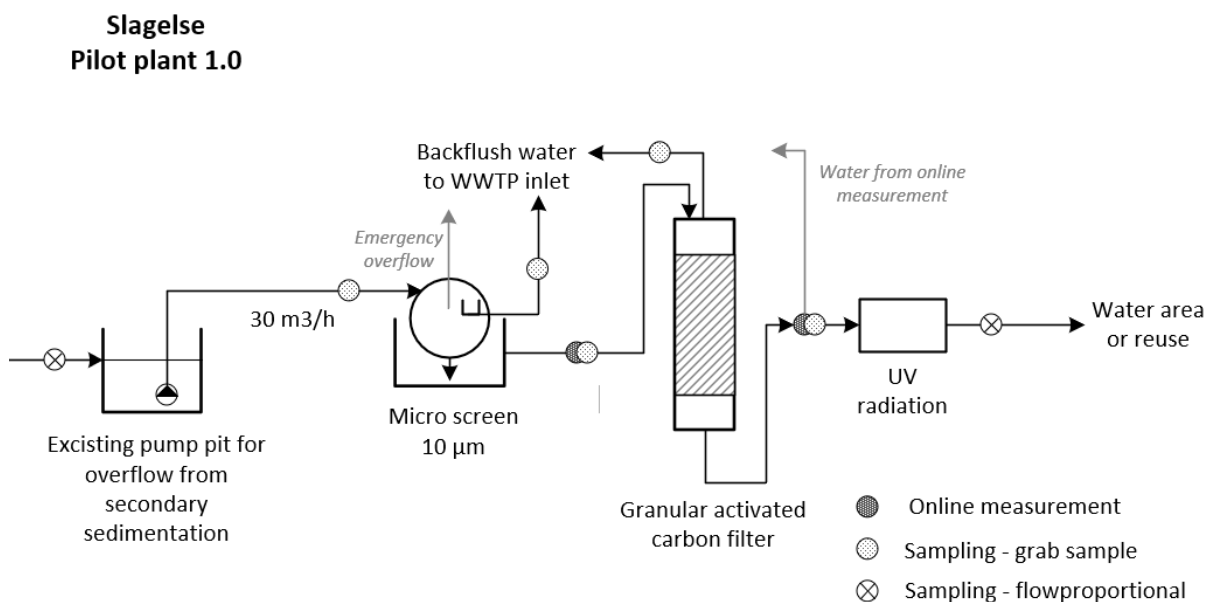 Slagelse
Pilot plant 1.0
Backflush water
to WWTP inlet
Water from online
measurement
Emergency
overflow
30 m3/h
Water area
or reuse
UV
radiation
Micro screen
10 µm
Excisting pump pit for
overflow from
secondary
sedimentation
Granular activated
carbon filter
Online measurement
Sampling - grab sample
Sampling - flowproportional